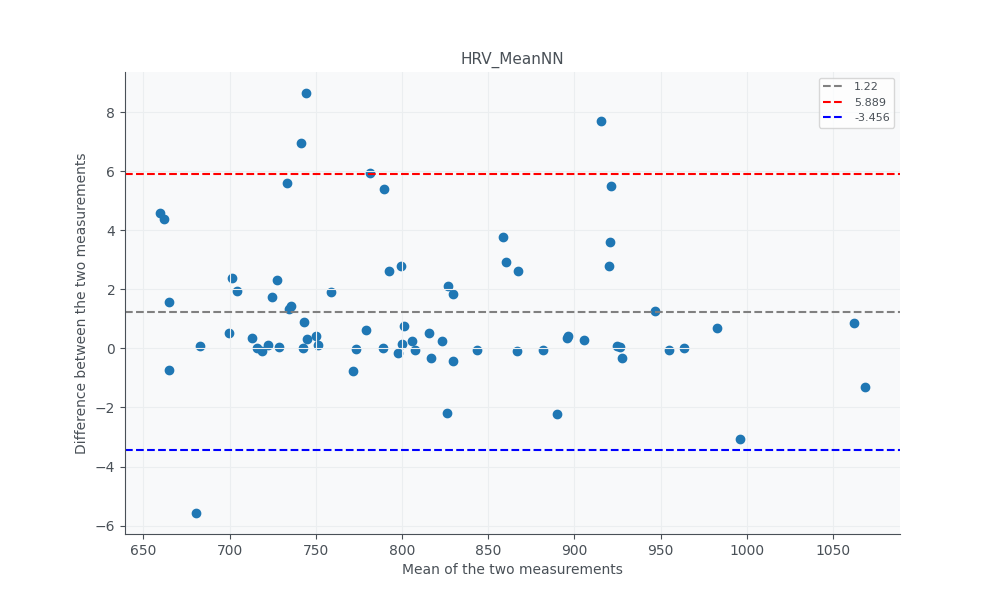 HRV_MeanNN
1.22
5.889
-3.456
Difference between the two measurements
8
6
4
2
0
−2
−4
−6
650 700 750 800 850 900 950 1000 1050
Mean of the two measurements